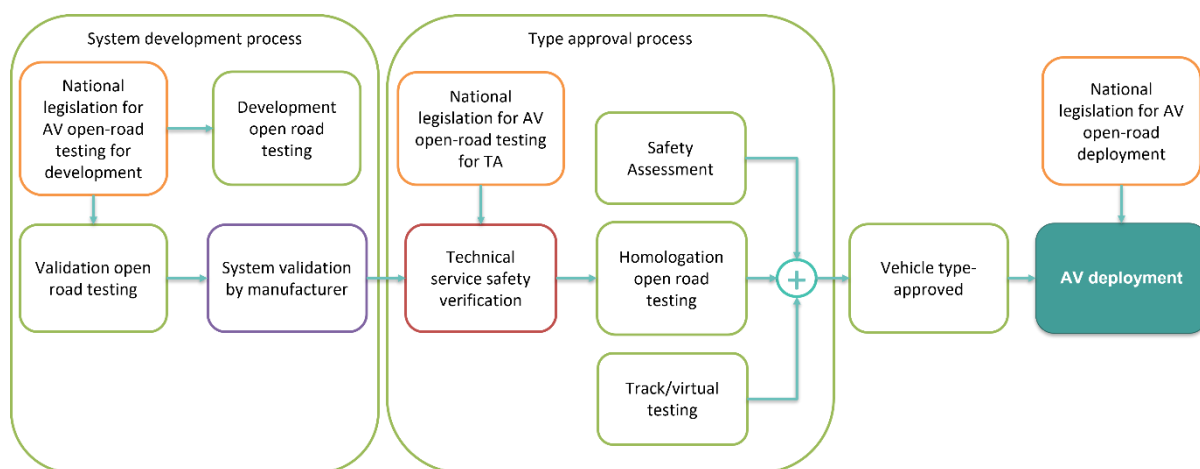 System development process
National
legislation for
AV open-road
testing for
development
Development
open road
testing
Validation open
road testing
System validation
by manufacturer
Type approval process
National
legislation for AV
open-road testing
for TA
Technical
service safety
verification
Safety
Assessment
Homologation
open road
testing
Track/virtual
testing
+
Vehicle type-
approved
National
legislation for AV
open-road
deployment
AV deployment